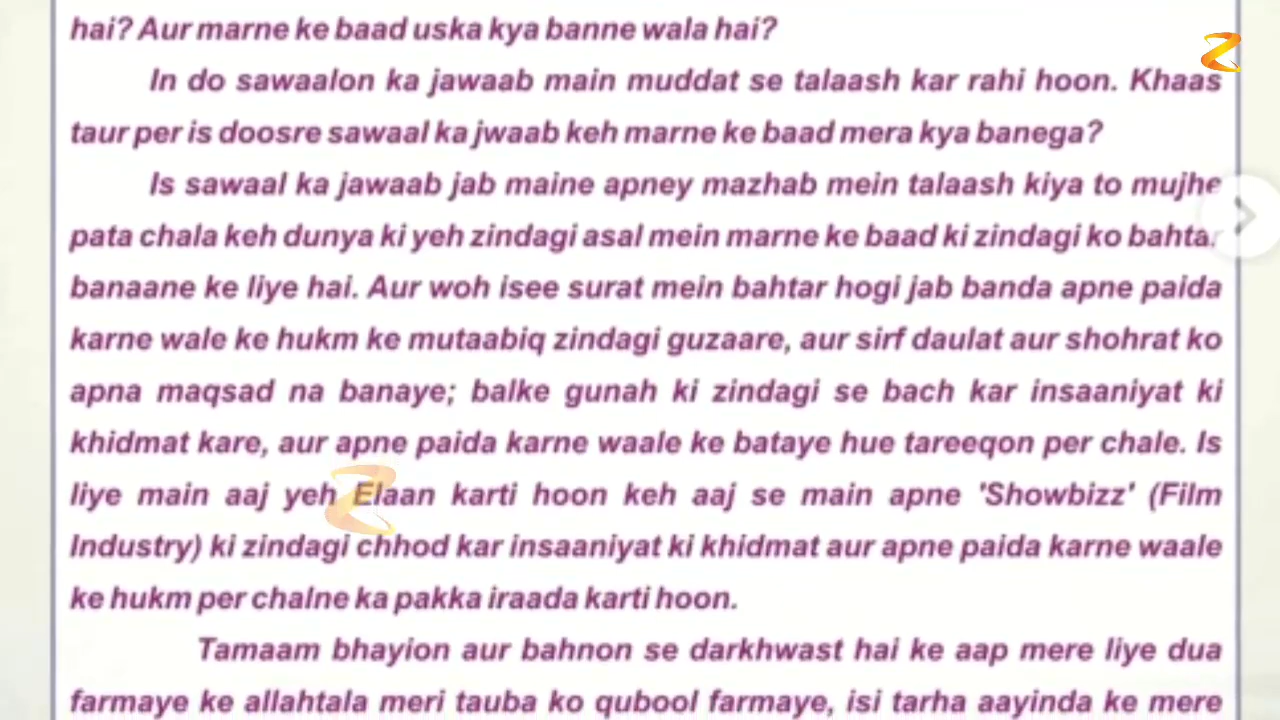 hai? Aur marne ke baad uska kya banne wala hai?
In do sawaalon ka jawaab main muddat se talaash kar rahi hoon. Khaas
taur per is doosre sawaal ka jwaab keh marne ke baad mera kya banega?
Is sawaal ka jawaab jab maine apney mazhab mein talaash kiya to mujhe
pata chala keh dunya ki yeh zindagi asal mein marne ke baad ki zindagi ko bahtar
banaane ke liye hai. Aur woh isee surat mein bahtar hogi jab banda apne paida
karne wale ke hukm ke mutaabiq zindagi guzaare, aur sirf daulat aur shohrat ko
apna maqsad na banaye; balke gunah ki zindagi se bach kar insaaniyat ki
khidmat kare, aur apne paida karne waale ke bataye hue tareeqon per chale. Is
liye main aaj yeh Elaan karti hoon keh aaj se main apne 'Showbizz' (Film
Industry) ki zindagi chhod kar insaaniyat ki khidmat aur apne paida karne waale
ke hukm per chalne ka pakka iraada karti hoon.
Tamaam bhayion aur bahnon se darkhwast hai ke aap mere liye dua
farmaye ke allahtala meri tauba ko qubool farmaye, isi tarha aayinda ke mere